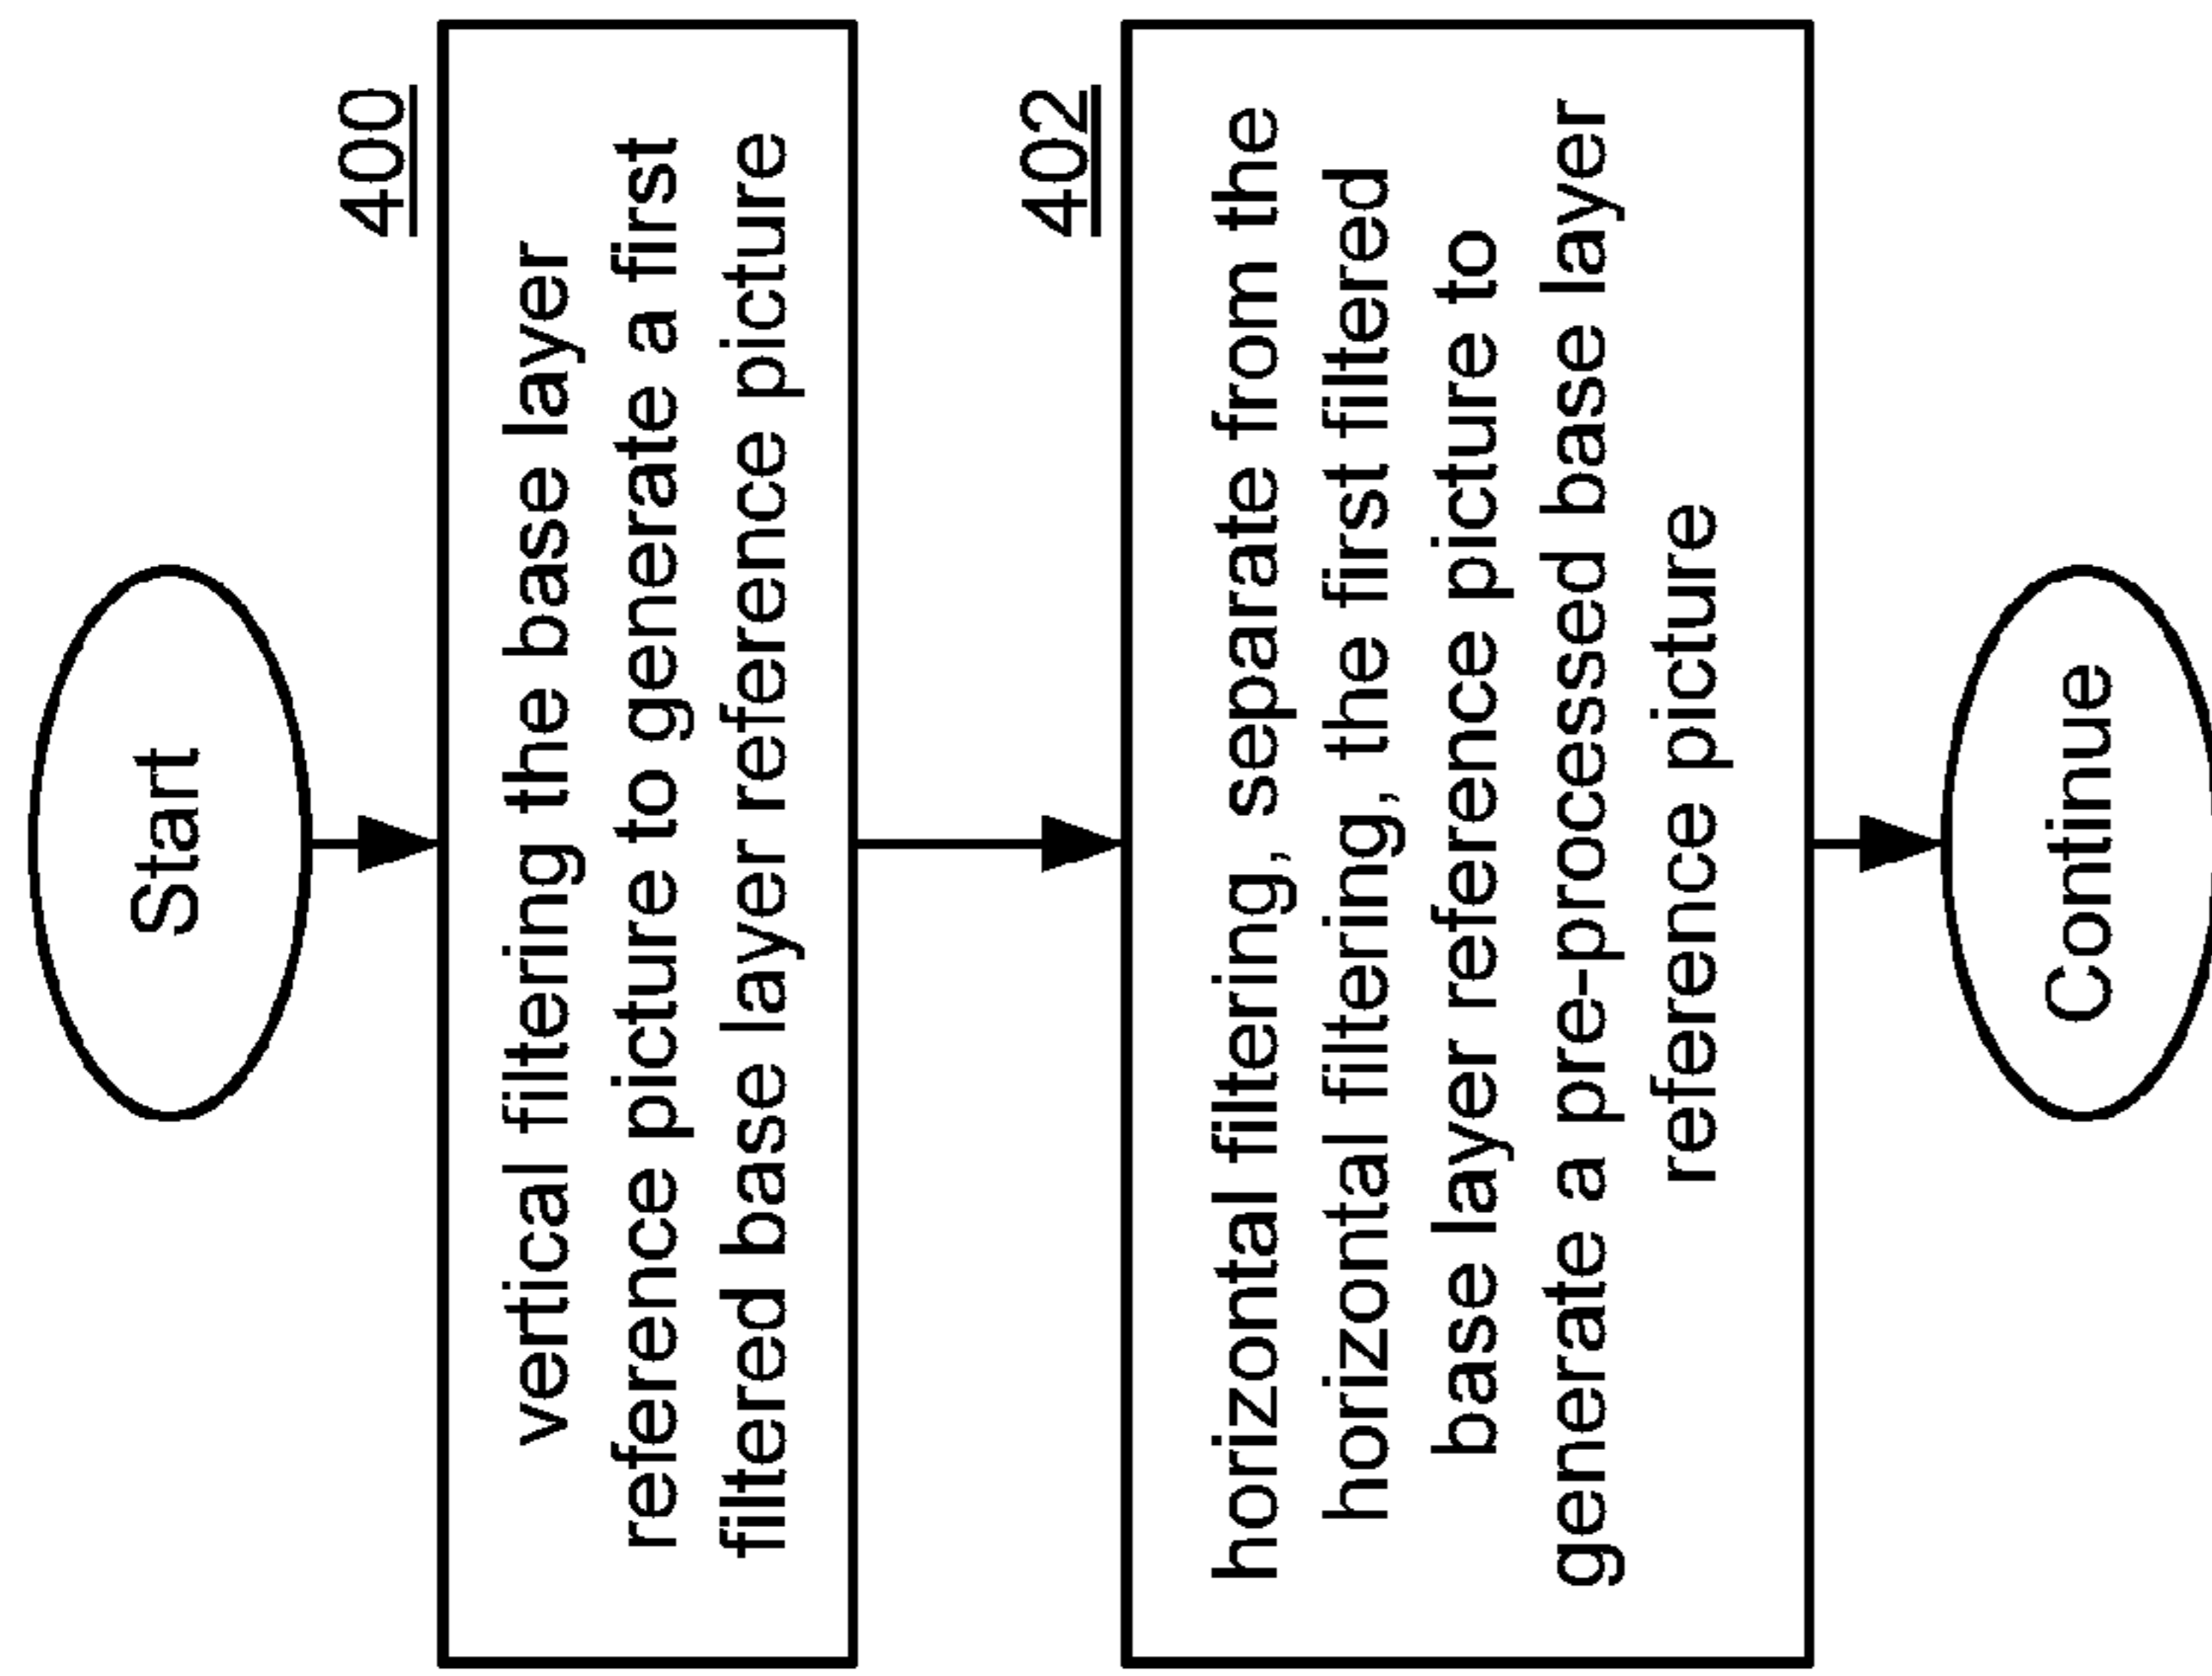 Start
400
vertical filtering the base layer
reference picture to generate a first
filtered base layer reference picture
402
horizontal filtering, separate from the
horizontal filtering, the first filtered
base layer reference picture to
generate a pre-processed base layer
reference picture
Continue